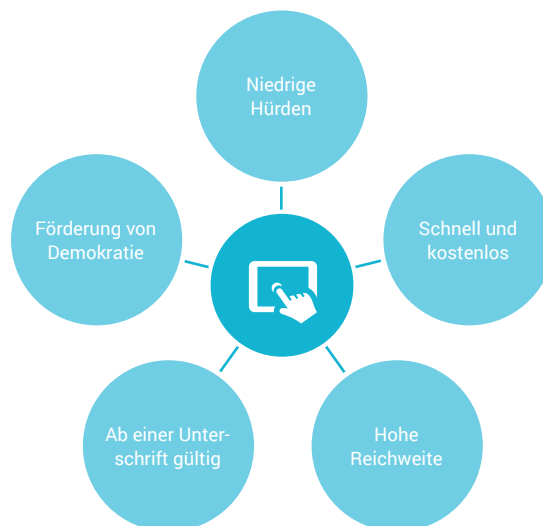 Niedrige
Hürden
Förderung von
Demokratie
Schnell und
kostenlos
Ab einer Unter-
schrift gültig
Hohe
Reichweite